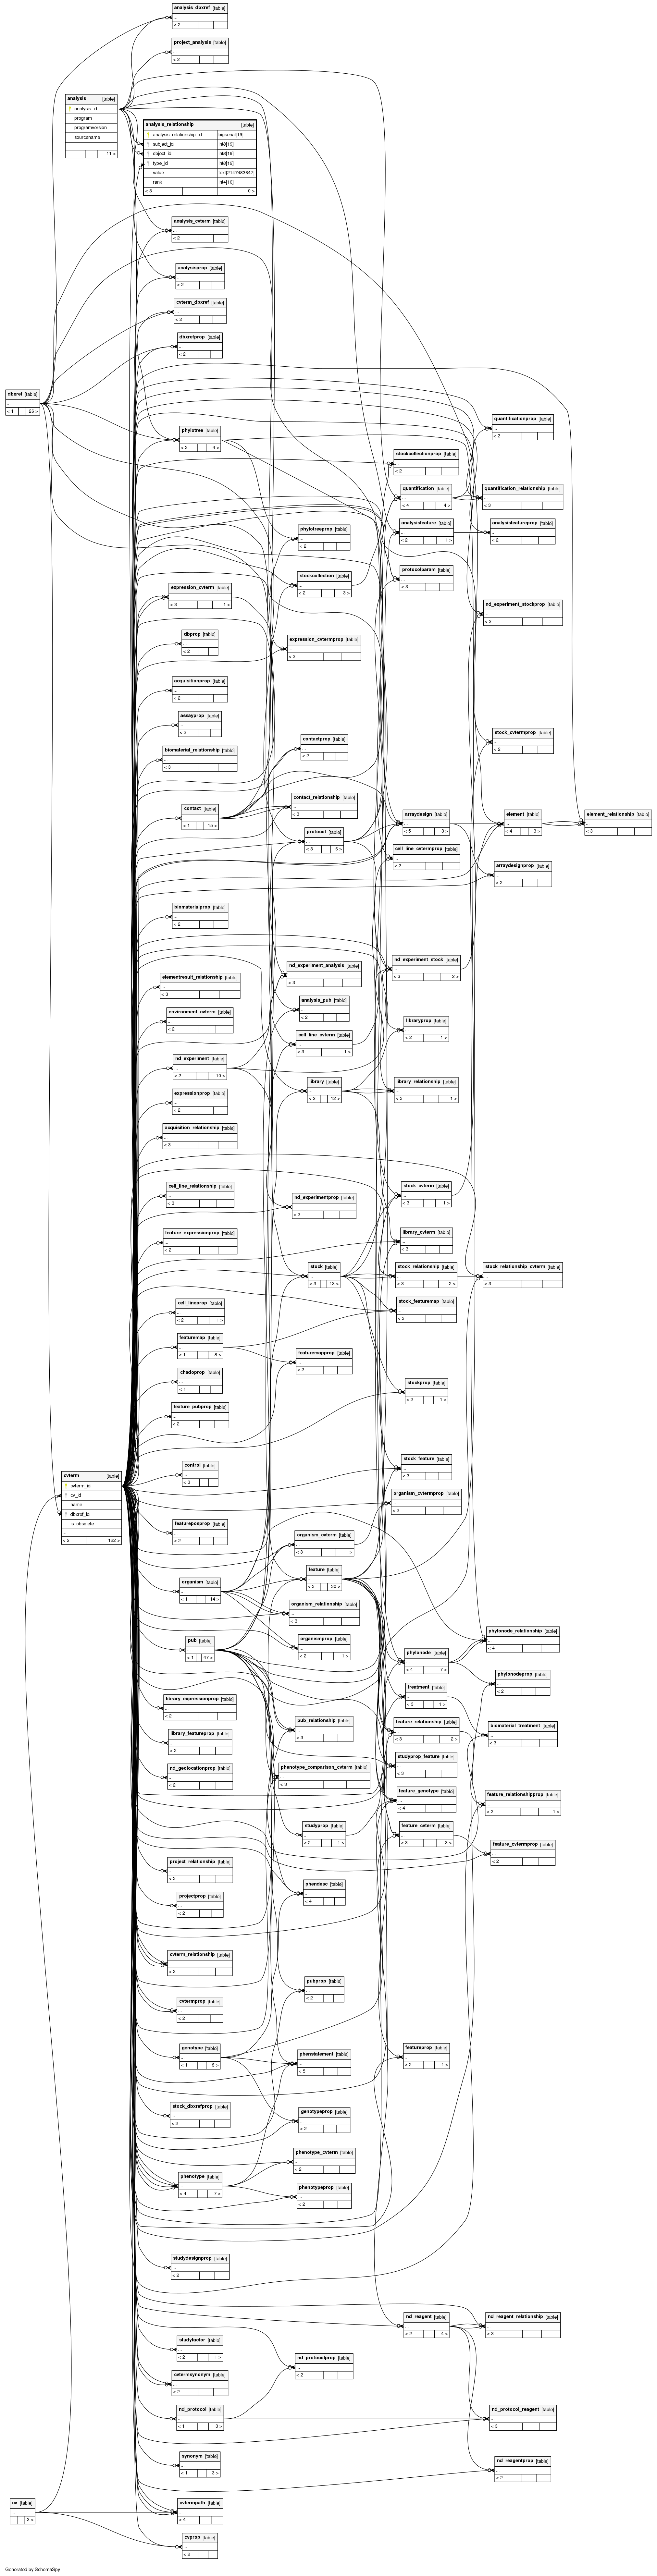 analysis_dbxref [table]
...
< 2
project_analysis [table]
...
< 2
analysis [table]
analysis_id
program
programversion
sourcename
...
11 >
analysis_relationship [table]
analysis_relationship_id bigserial[19]
subject_id int8[19]
object_id int8[19]
type_id int8[19]
value text[2147483647]
rank int4[10]
< 3 0 >
analysis_cvterm [table]
...
< 2
analysisprop [table]
...
< 2
cvterm_dbxref [table]
...
< 2
dbxrefprop [table]
...
< 2
dbxref [table]
...
< 1 26 >
quantificationprop [table]
...
< 2
phylotree [table]
...
< 3 4 >
stockcollectionprop [table]
...
< 2
quantification [table]
...
< 4 4 >
quantification_relationship [table]
...
< 3
phylotreeprop [table]
...
< 2
analysisfeature [table]
...
< 2 1 >
analysisfeatureprop [table]
...
< 2
stockcollection [table]
...
< 2 3 >
protocolparam [table]
...
< 3
expression_cvterm [table]
...
< 3 1 >
nd_experiment_stockprop [table]
...
< 2
dbprop [table]
...
< 2
expression_cvtermprop [table]
...
< 2
acquisitionprop [table]
...
< 2
assayprop [table]
...
< 2
biomaterial_relationship [table]
...
< 3
contactprop [table]
...
< 2
stock_cvtermprop [table]
...
< 2
contact [table]
...
< 1 15 >
contact_relationship [table]
...
< 3
protocol [table]
...
< 3 6 >
arraydesign [table]
...
< 5 3 >
element [table]
...
< 4 3 >
element_relationship [table]
...
< 3
cell_line_cvtermprop [table]
...
< 2
arraydesignprop [table]
...
< 2
biomaterialprop [table]
...
< 2
elementresult_relationship [table]
...
< 3
nd_experiment_analysis [table]
...
< 3
nd_experiment_stock [table]
...
< 3 2 >
environment_cvterm [table]
...
< 2
analysis_pub [table]
...
< 2
cell_line_cvterm [table]
...
< 3 1 >
libraryprop [table]
...
< 2 1 >
nd_experiment [table]
...
< 2 13 >
expressionprop [table]
...
< 2
library [table]
...
< 2 12 >
library_relationship [table]
...
< 3 1 >
acquisition_relationship [table]
...
< 3
cell_line_relationship [table]
...
< 3
nd_experimentprop [table]
...
< 2
stock_cvterm [table]
...
< 3 1 >
feature_expressionprop [table]
...
< 2
library_cvterm [table]
...
< 3
stock [table]
...
< 3 13 >
stock_relationship [table]
...
< 3 2 >
stock_relationship_cvterm [table]
...
< 3
cell_lineprop [table]
...
< 2 1 >
stock_featuremap [table]
...
< 3
featuremap [table]
...
< 1 8 >
featuremapprop [table]
...
< 2
chadoprop [table]
...
< 1
stockprop [table]
...
< 2 1 >
feature_pubprop [table]
...
< 2
control [table]
...
< 3
stock_feature [table]
...
< 3
cvterm [table]
cvterm_id
cv_id
name
dbxref_id
is_obsolete
...
< 2 122 >
organism_cvtermprop [table]
...
< 2
featureposprop [table]
...
< 2
organism_cvterm [table]
...
< 3 1 >
feature [table]
...
< 3 30 >
organism [table]
...
< 1 14 >
organism_relationship [table]
...
< 3
pub [table]
...
< 1 47 >
organismprop [table]
...
< 2 1 >
phylonode_relationship [table]
...
< 4
phylonode [table]
...
< 4 7 >
phylonodeprop [table]
...
< 2
treatment [table]
...
< 3 1 >
library_expressionprop [table]
...
< 2
library_featureprop [table]
...
< 2
pub_relationship [table]
...
< 3
feature_relationship [table]
...
< 3 2 >
biomaterial_treatment [table]
...
< 3
nd_geolocationprop [table]
...
< 2
phenotype_comparison_cvterm [table]
...
< 3
studyprop_feature [table]
...
< 3
feature_genotype [table]
...
< 4
feature_relationshipprop [table]
...
< 2 1 >
studyprop [table]
...
< 2 1 >
feature_cvterm [table]
...
< 3 3 >
feature_cvtermprop [table]
...
< 2
project_relationship [table]
...
< 3
projectprop [table]
...
< 2
phendesc [table]
...
< 4
cvterm_relationship [table]
...
< 3
pubprop [table]
...
< 2
cvtermprop [table]
...
< 2
genotype [table]
...
< 1 8 >
phenstatement [table]
...
< 5
featureprop [table]
...
< 2 1 >
stock_dbxrefprop [table]
...
< 2
genotypeprop [table]
...
< 2
phenotype_cvterm [table]
...
< 2
phenotype [table]
...
< 4 7 >
phenotypeprop [table]
...
< 2
studydesignprop [table]
...
< 2
nd_reagent [table]
...
< 2 4 >
nd_reagent_relationship [table]
...
< 3
studyfactor [table]
...
< 2 1 >
nd_protocolprop [table]
...
< 2
cvtermsynonym [table]
...
< 2
nd_protocol [table]
...
< 1 3 >
nd_protocol_reagent [table]
...
< 3
synonym [table]
...
< 1 3 >
nd_reagentprop [table]
...
< 2
cv [table]
...
3 >
cvtermpath [table]
...
< 4
cvprop [table]
...
< 2
Generated by SchemaSpy